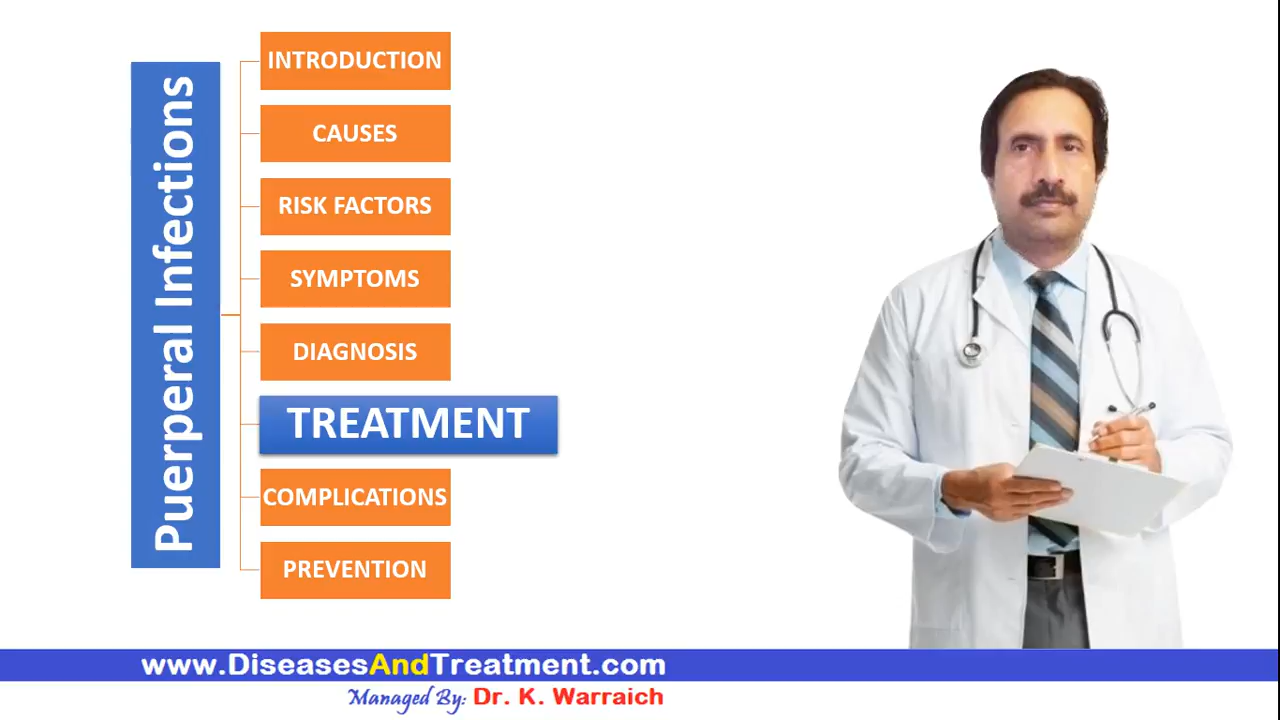 Puerperal Infections
INTRODUCTION
CAUSES
RISK FACTORS
SYMPTOMS
DIAGNOSIS
TREATMENT
COMPLICATIONS
PREVENTION
www.DiseasesAndTreatment.com
Managed By: Dr. K. Warraich